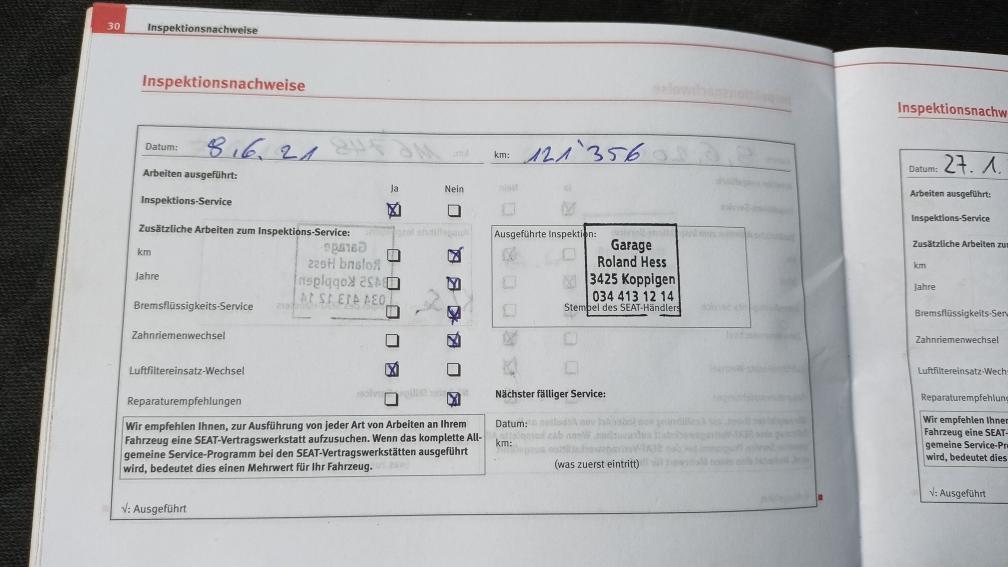 30 Inspektionsnachweise
Inspektionsnachweise
Datum: 8.6.21 km: 121'356
Arbeiten ausgeführt:
Ja Nein
Inspektions-Service
Zusätzliche Arbeiten zum Inspektions-Service:
km
Jahre
Bremsflüssigkeits-Service
Zahnriemenwechsel
Luftfiltereinsatz-Wechsel
Reparaturempfehlungen
Ausgeführte Inspektion:
Garage
Roland Hess
3425 Koppigen
034 413 12 14
Stempel des SEAT-Händlers
Nächster fälliger Service:
Datum:
km:
(was zuerst eintritt)
Wir empfehlen Ihnen, zur Ausführung von jeder Art von Arbeiten an Ihrem
Fahrzeug eine SEAT-Vertragswerkstatt aufzusuchen. Wenn das komplette All-
gemeine Service-Programm bei den SEAT-Vertragswerkstätten ausgeführt
wird, bedeutet dies einen Mehrwert für Ihr Fahrzeug.
√: Ausgeführt
Inspektionsnachw
Datum: 27. 1.
Arbeiten ausgeführt:
Inspektions-Service
Zusätzliche Arbeiten zu
km
Jahre
Bremsflüssigkeits-Serv
Zahnriemenwechsel
Luftfiltereinsatz-Wech
Reparaturempfehlungen
Wir empfehlen Ihnen
Fahrzeug eine SEAT-
gemeine Service-Pr
wird, bedeutet dies
√: Ausgeführt